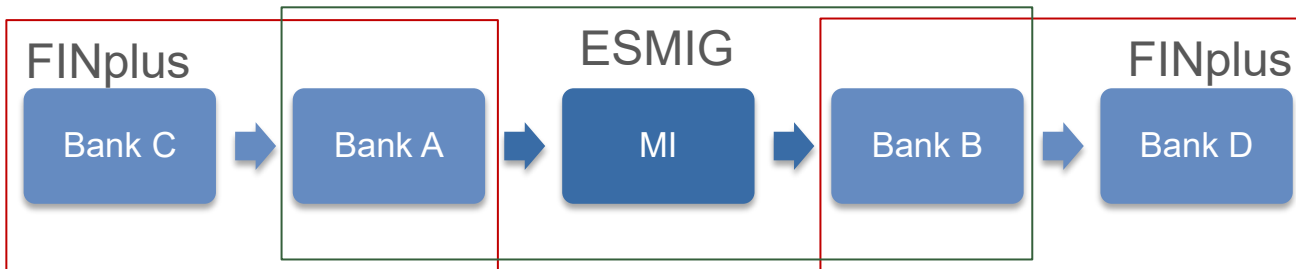 FINplus
ESMIG
FINplus
Bank C
Bank A
MI
Bank B
Bank D